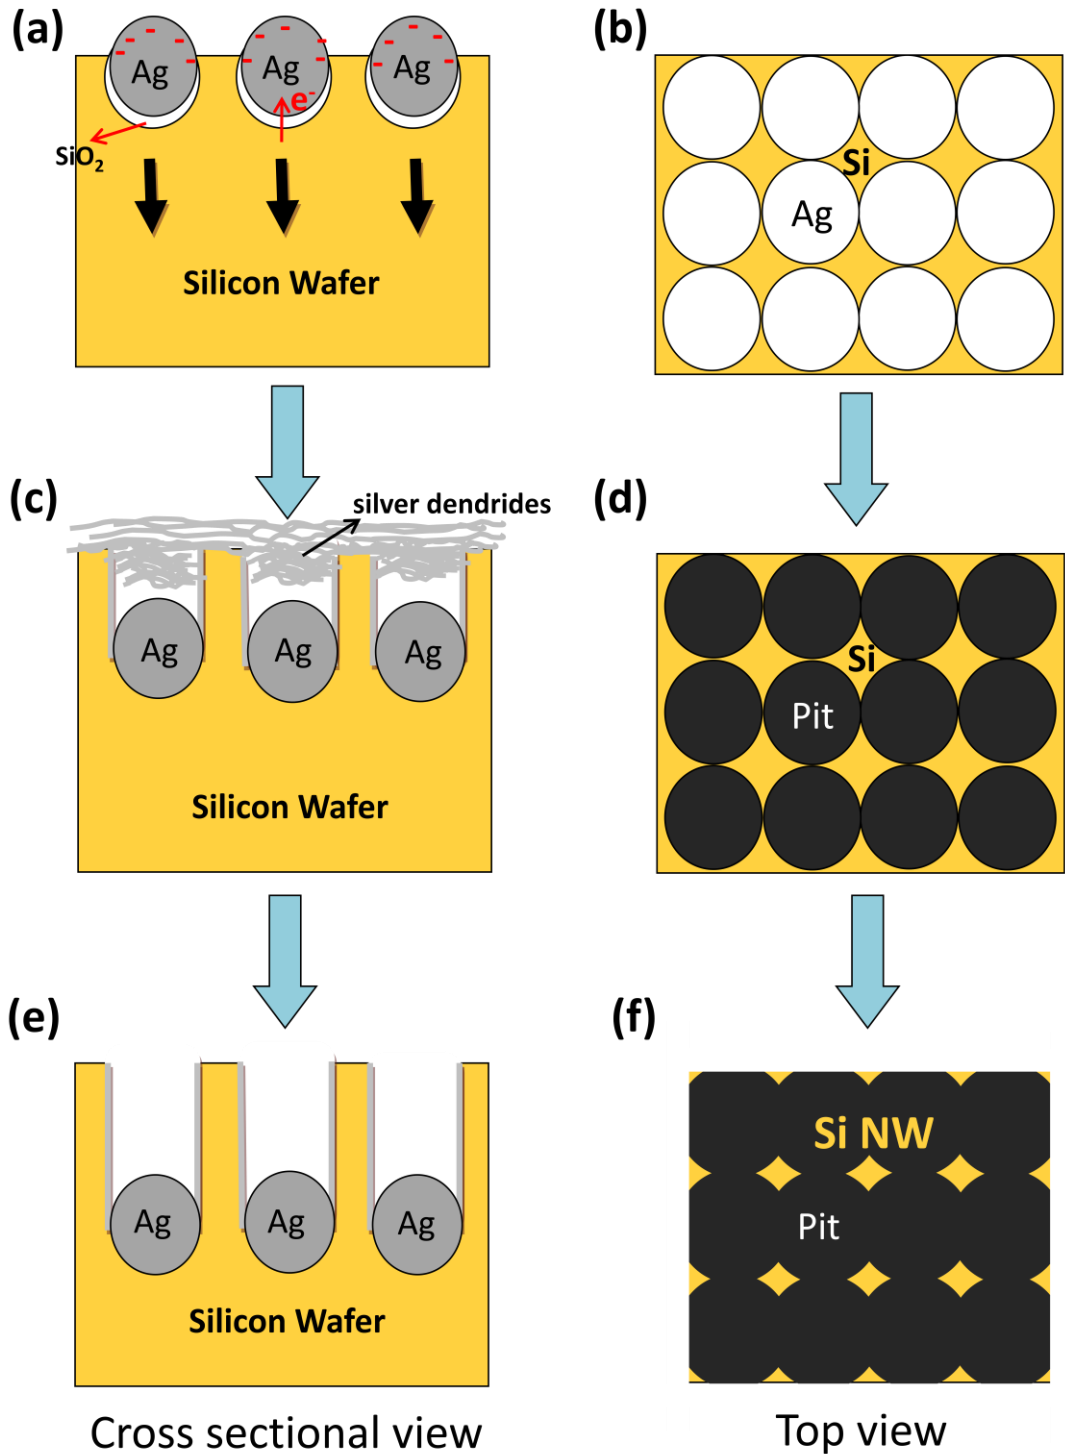 (a)
Ag
Ag
Ag
e-
SiO2
Silicon Wafer
(b)
Si
Ag
(c)
silver dendrides
Ag
Ag
Ag
Silicon Wafer
(d)
Si
Pit
(e)
Ag
Ag
Ag
Silicon Wafer
(f)
Si NW
Pit
Cross sectional view
Top view